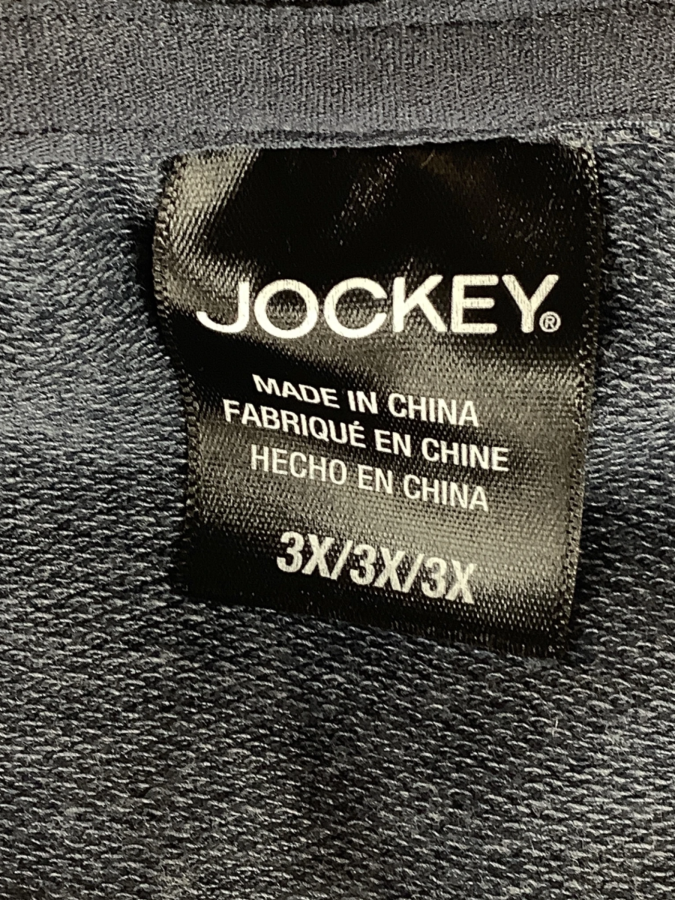 JOCKEY®
MADE IN CHINA
FABRIQUÉ EN CHINE
HECHO EN CHINA
3X/3X/3X